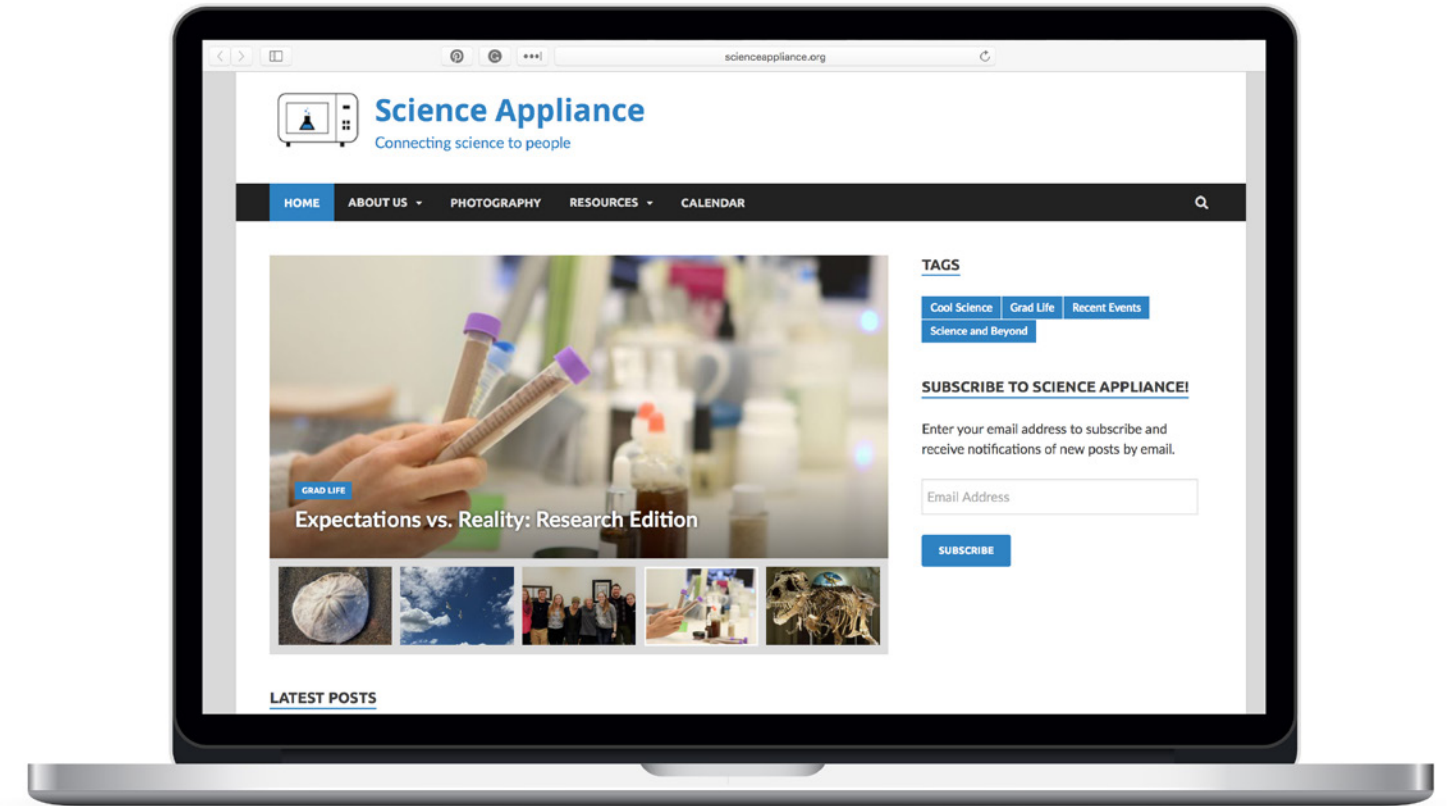 scienceappliance.org
Science Appliance
Connecting science to people
HOME
ABOUT US
PHOTOGRAPHY
RESOURCES
CALENDAR
GRAD LIFE
Expectations vs. Reality: Research Edition
LATEST POSTS
TAGS
Cool Science
Grad Life
Recent Events
Science and Beyond
SUBSCRIBE TO SCIENCE APPLIANCE!
Enter your email address to subscribe and
receive notifications of new posts by email.
Email Address
SUBSCRIBE